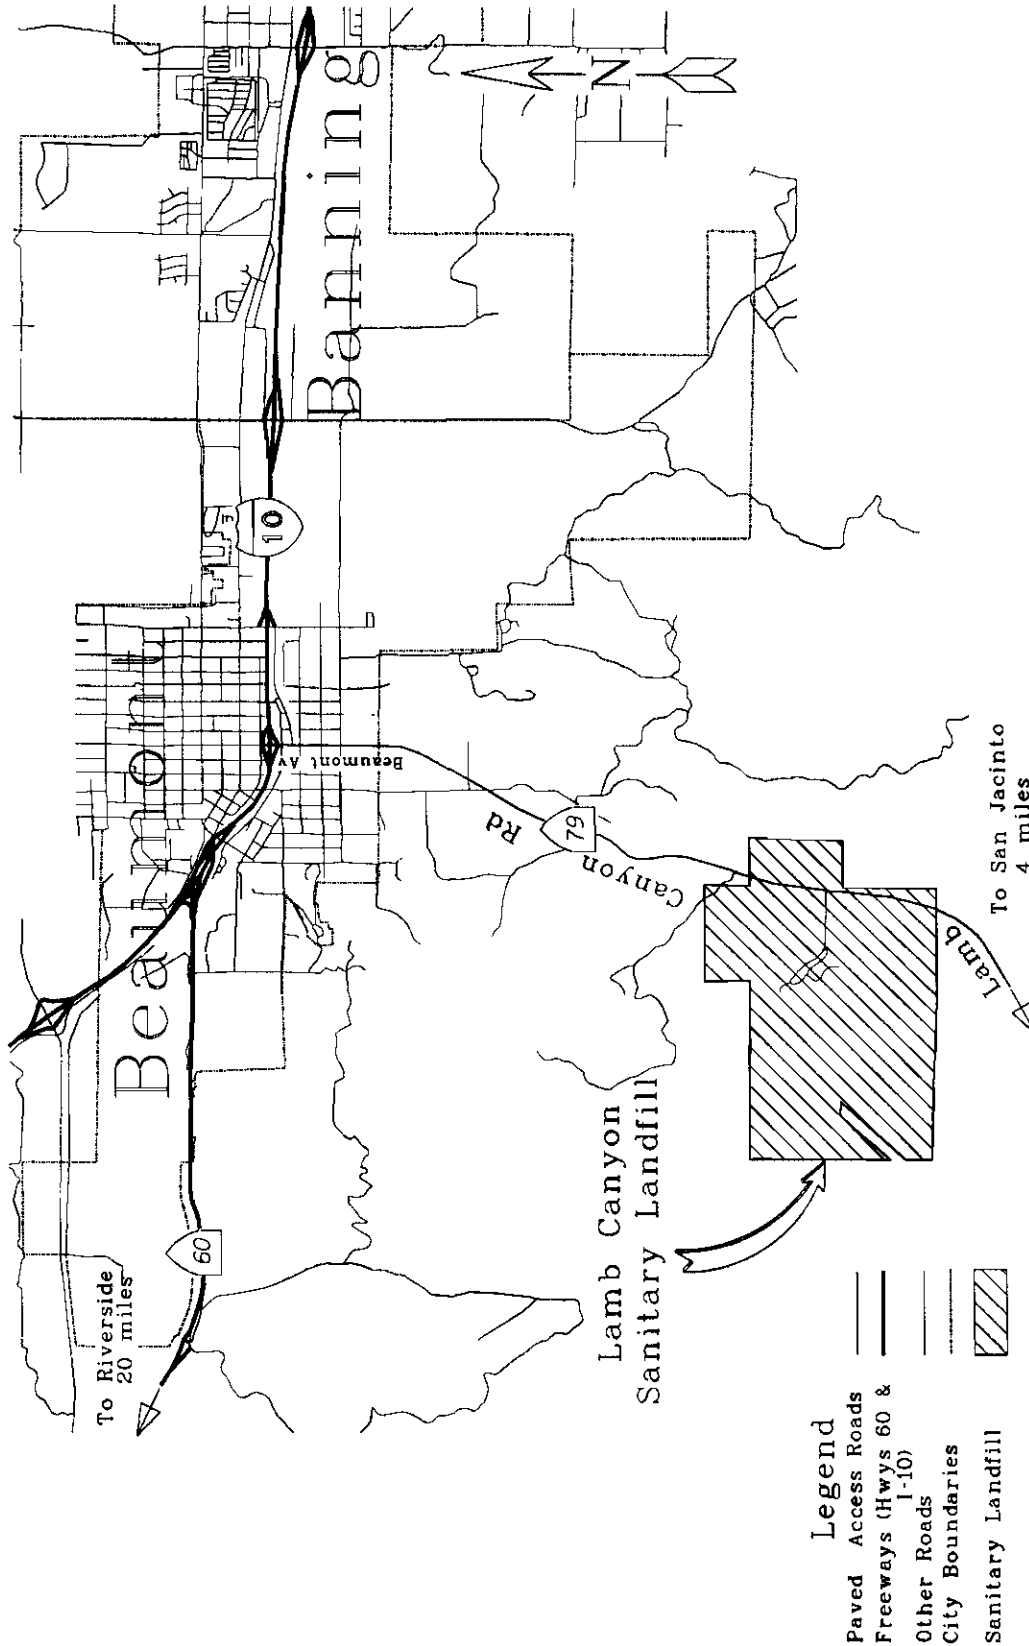 To Riverside
20 miles
60
Beaumont
10
Banning
N
Beaumont Av
79
Lamb Canyon Rd
Lamb Canyon
Sanitary Landfill
To San Jacinto
4 miles
Legend
Paved Access Roads
Freeways (Hwys 60 &
I-10)
Other Roads
City Boundaries
Sanitary Landfill